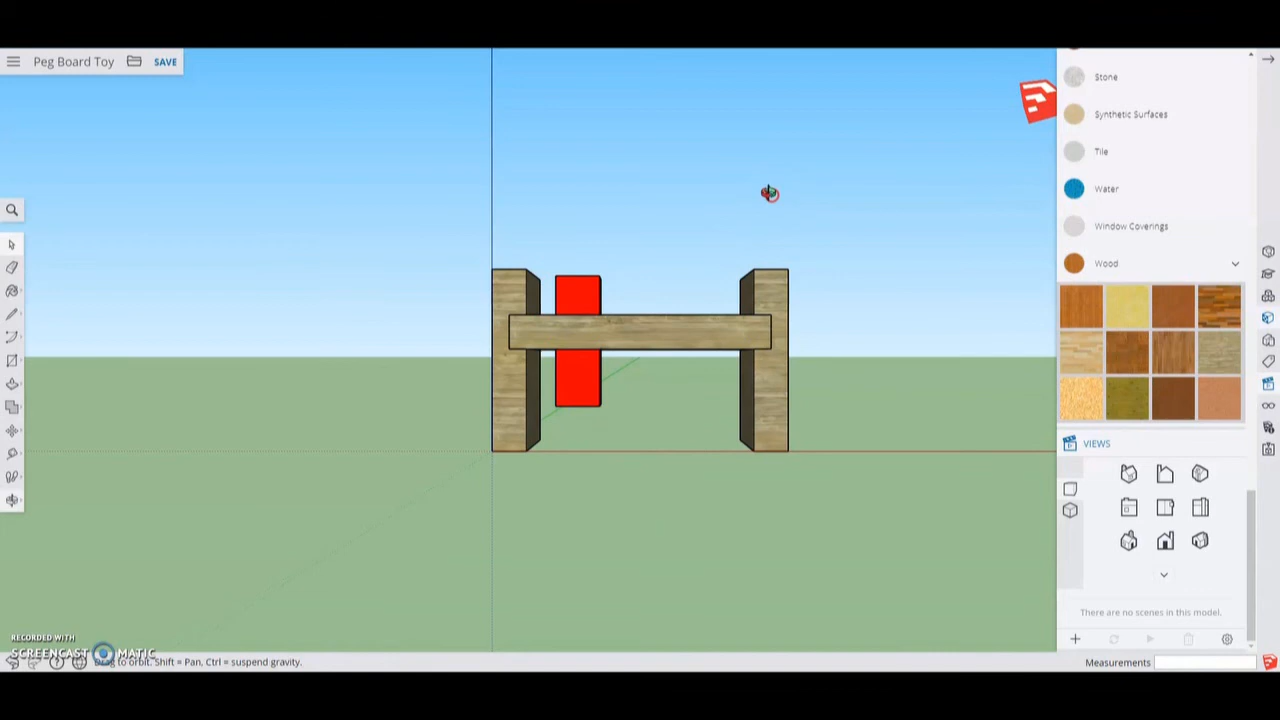 Peg Board Toy SAVE
Stone
Synthetic Surfaces
Tile
Water
Window Coverings
Wood
VIEWS
There are no scenes in this model.
RECORDED WITH
SCREENCAST MATIC
Drag to orbit. Shift = Pan, Ctrl = suspend gravity.
Measurements